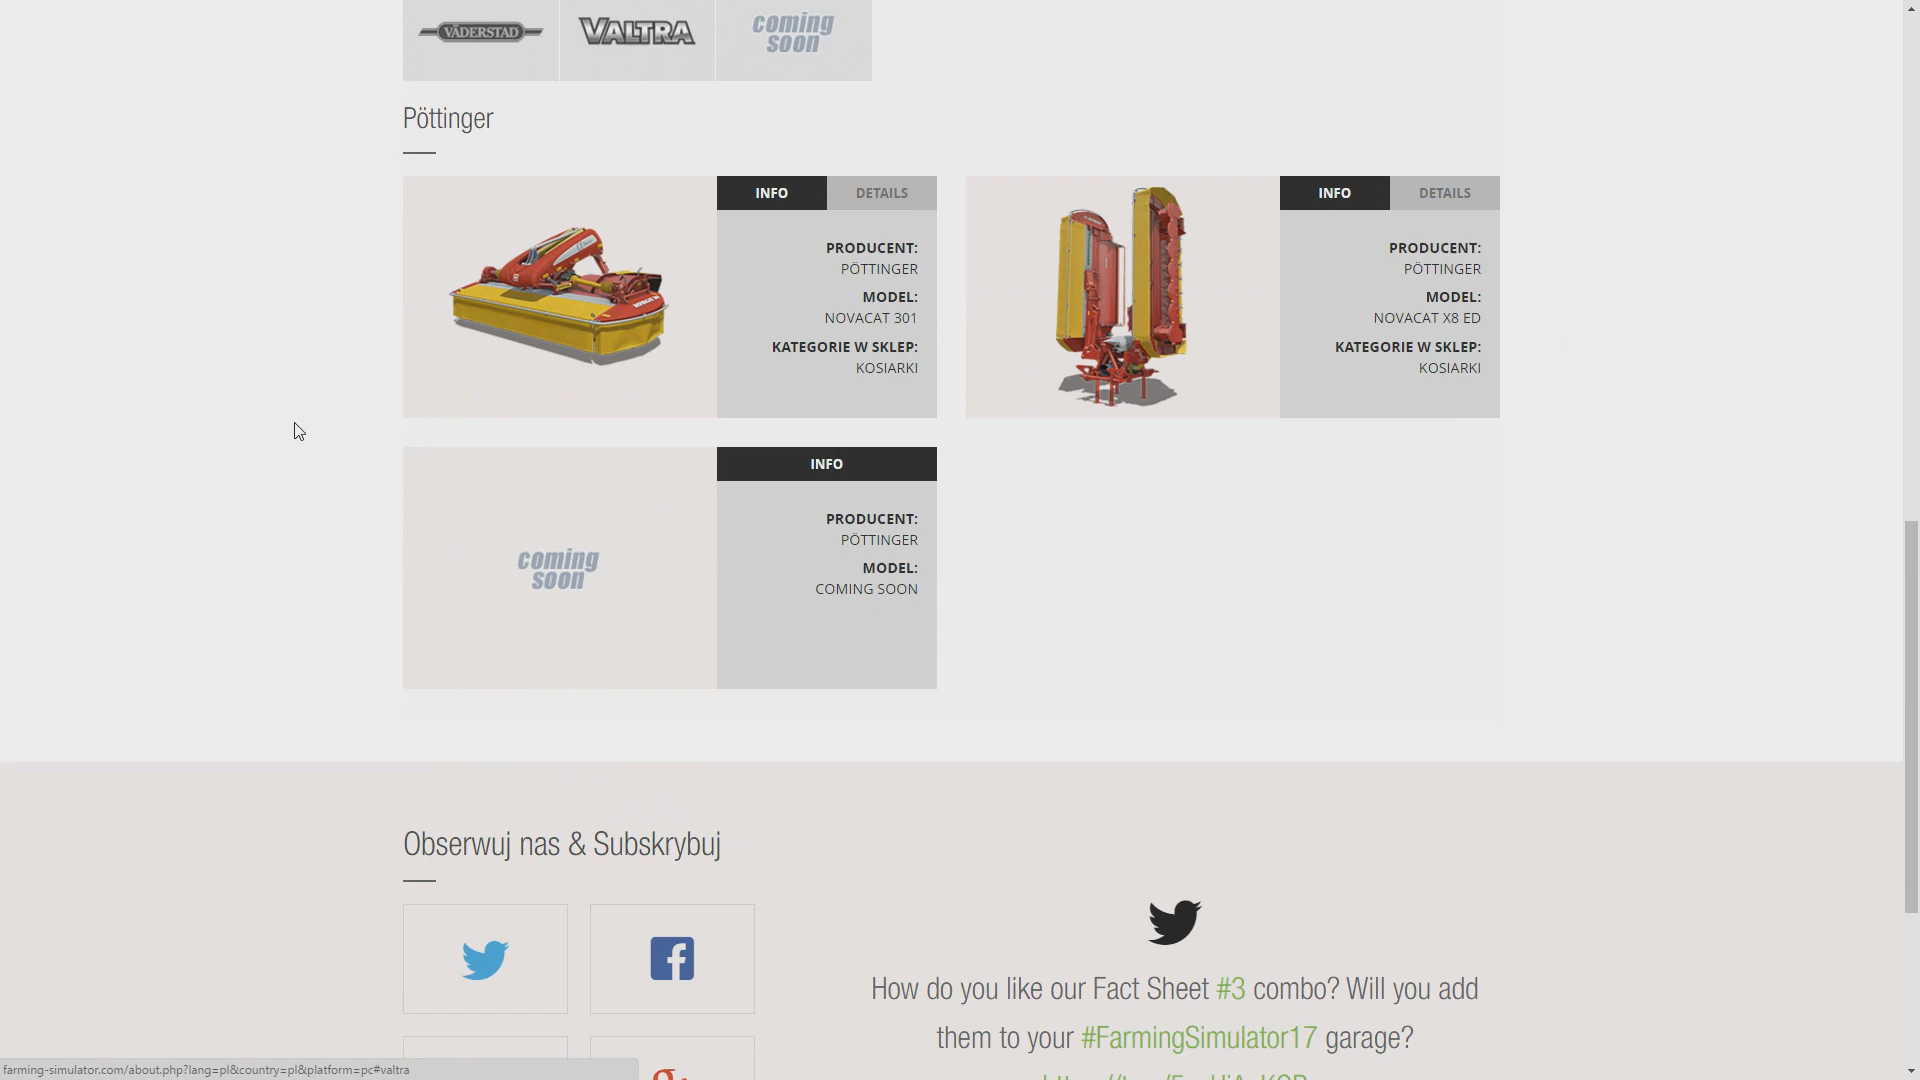 VÄDERSTAD
VALTRA
coming
soon
Pöttinger
INFO
DETAILS
PRODUCENT:
PÖTTINGER
MODEL:
NOVACAT 301
KATEGORIE W SKLEP:
KOSIARKI
INFO
DETAILS
PRODUCENT:
PÖTTINGER
MODEL:
NOVACAT X8 ED
KATEGORIE W SKLEP:
KOSIARKI
coming
soon
INFO
PRODUCENT:
PÖTTINGER
MODEL:
COMING SOON
Obserwuj nas & Subskrybuj
How do you like our Fact Sheet #3 combo? Will you add
them to your #FarmingSimulator17 garage?
farming-simulator.com/about.php?lang=pl&country=pl&platform=pc#valtra